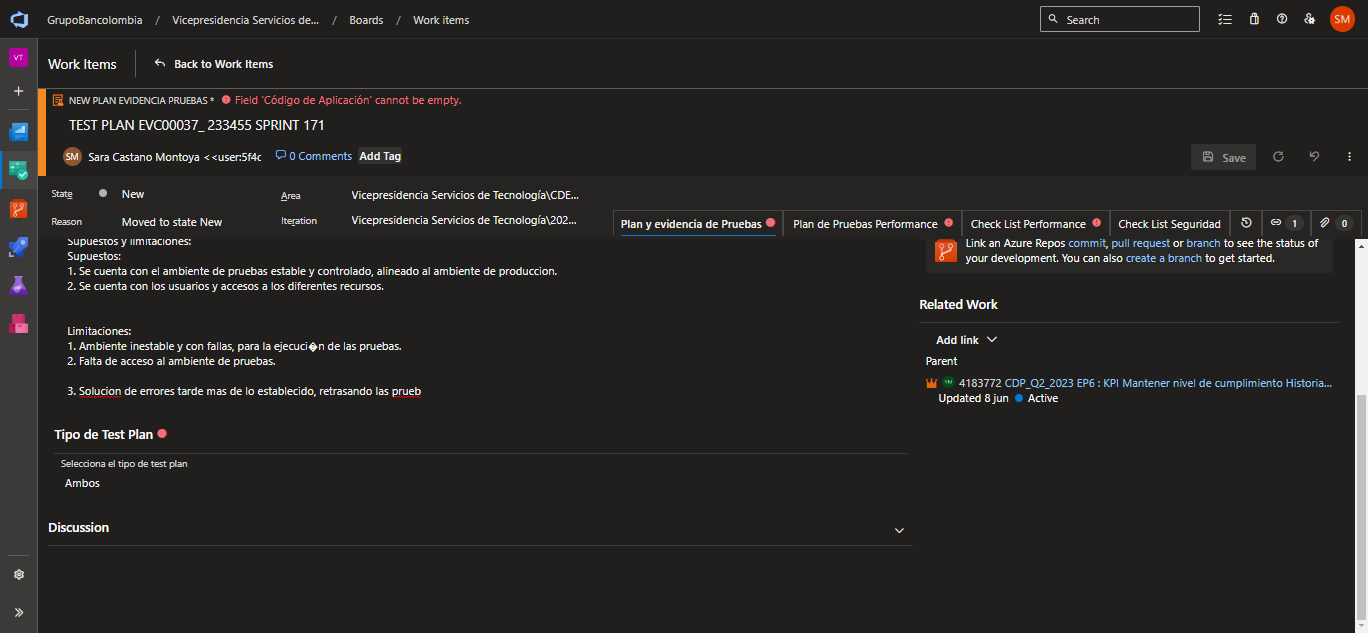 GrupoBancolombia / Vicepresidencia Servicios de... / Boards / Work items
Search
SM
VT
Work Items
Back to Work Items
NEW PLAN EVIDENCIA PRUEBAS * Field 'Código de Aplicación' cannot be empty.
TEST PLAN EVC00037_ 233455 SPRINT 171
SM Sara Castano Montoya < <user:5f4c 0 Comments Add Tag
Save
State New
Area Vicepresidencia Servicios de Tecnología\CDE...
Reason Moved to state New
Iteration Vicepresidencia Servicios de Tecnología\202...
Plan y evidencia de Pruebas Plan de Pruebas Performance Check List Performance Check List Seguridad 1 0
Supuestos y limitaciones:
Supuestos:
1. Se cuenta con el ambiente de pruebas estable y controlado, alineado al ambiente de produccion.
2. Se cuenta con los usuarios y accesos a los diferentes recursos.
Limitaciones:
1. Ambiente inestable y con fallas, para la ejecuci�n de las pruebas.
2. Falta de acceso al ambiente de pruebas.
3. Solucion de errores tarde mas de lo establecido, retrasando las prueb
Tipo de Test Plan
Selecciona el tipo de test plan
Ambos
Discussion
Link an Azure Repos commit, pull request or branch to see the status of
your development. You can also create a branch to get started.
Related Work
Add link
Parent
YM 4183772 CDP_Q2_2023 EP6 : KPI Mantener nivel de cumplimiento Historia...
Updated 8 jun Active